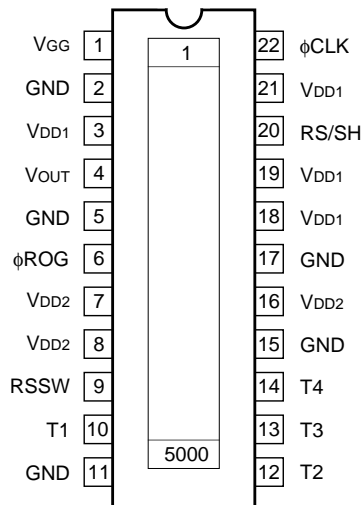 VGG 1 1 22 ϕCLK
GND 2 21 VDD1
VDD1 3 20 RS/SH
VOUT 4 19 VDD1
GND 5 18 VDD1
ϕROG 6 17 GND
VDD2 7 16 VDD2
VDD2 8 15 GND
RSSW 9 14 T4
T1 10 13 T3
GND 11 5000 12 T2